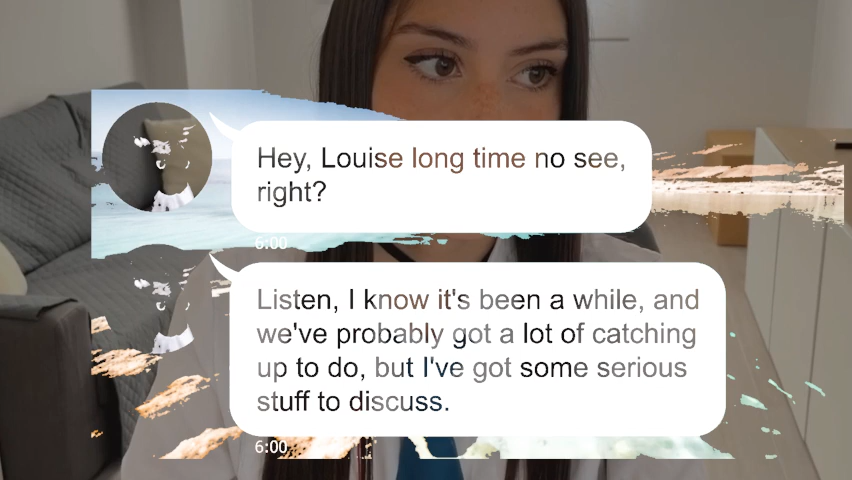 Hey, Louise long time no see,
right?
6:00
Listen, I know it's been a while, and
we've probably got a lot of catching
up to do, but I've got some serious
stuff to discuss.
6:00